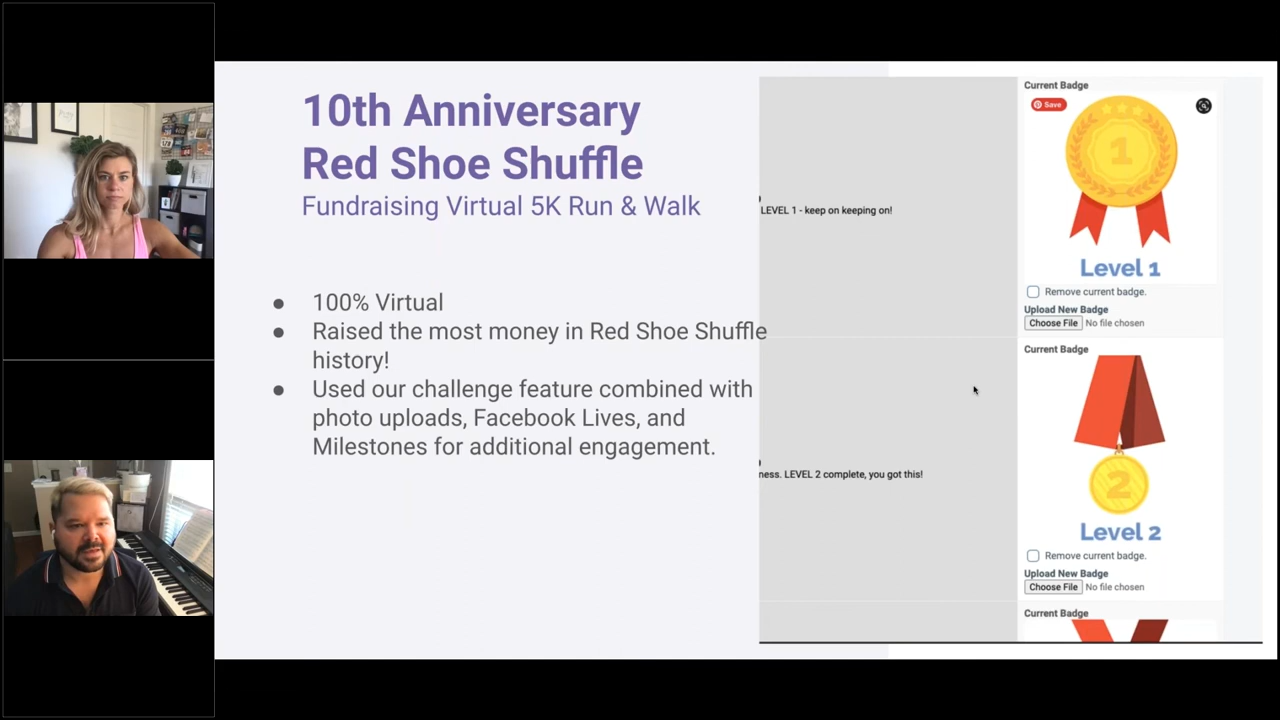 10th Anniversary
Red Shoe Shuffle
Fundraising Virtual 5K Run & Walk
● 100% Virtual
● Raised the most money in Red Shoe Shuffle
history!
● Used our challenge feature combined with
photo uploads, Facebook Lives, and
Milestones for additional engagement.
LEVEL 1 - keep on keeping on!
ness. LEVEL 2 complete, you got this!
Current Badge
Save
1
Level 1
Remove current badge.
Upload New Badge
Choose File No file chosen
Current Badge
2
Level 2
Remove current badge.
Upload New Badge
Choose File No file chosen
Current Badge